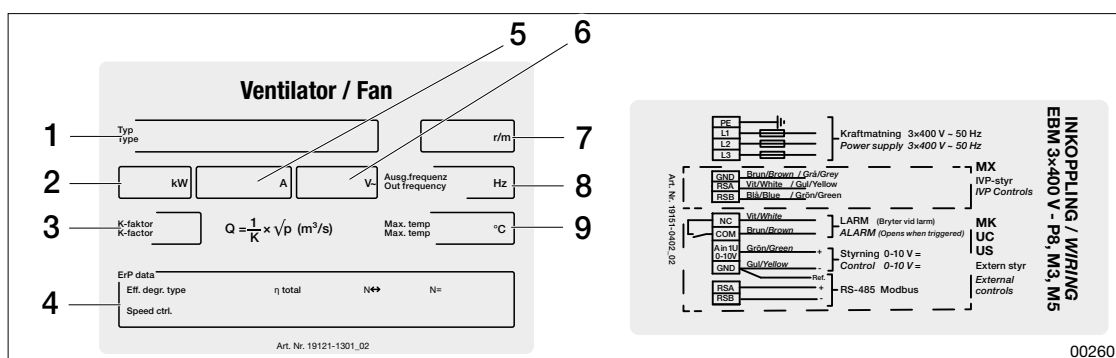 5
6
Ventilator / Fan
1
Typ
Type
r/m
7
2
kW
A
V~
Ausg.frequenz
Out frequency
Hz
8
3
K-faktor
K-factor
Q = 1/K × √p (m³/s)
Max. temp
Max. temp
°C
9
ErP data
4
Eff. degr. type η total N↔ N=
Speed ctrl.
Art. Nr. 19121-1301_02
INKOPPLING / WIRING
EBM 3×400 V - P8, M3, M5
PE
L1
L2
L3
Kraftmatning 3×400 V ~ 50 Hz
Power supply 3×400 V ~ 50 Hz
MX
IVP-styr
IVP Controls
GND Brun/Brown / Grå/Grey
RSA Vit/White / Gul/Yellow
RSB Blå/Blue / Grön/Green
Art. Nr. 19151-0402_02
NC Vit/White
COM Brun/Brown
LARM (Bryter vid larm)
ALARM (Opens when triggered)
MK
UC
US
Extern styr
External
controls
A in 1U
0-10V
Grön/Green +
GND Gul/Yellow -
Styrning 0-10 V =
Control 0-10 V =
Ref.
RSA +
RSB -
RS-485 Modbus
00260